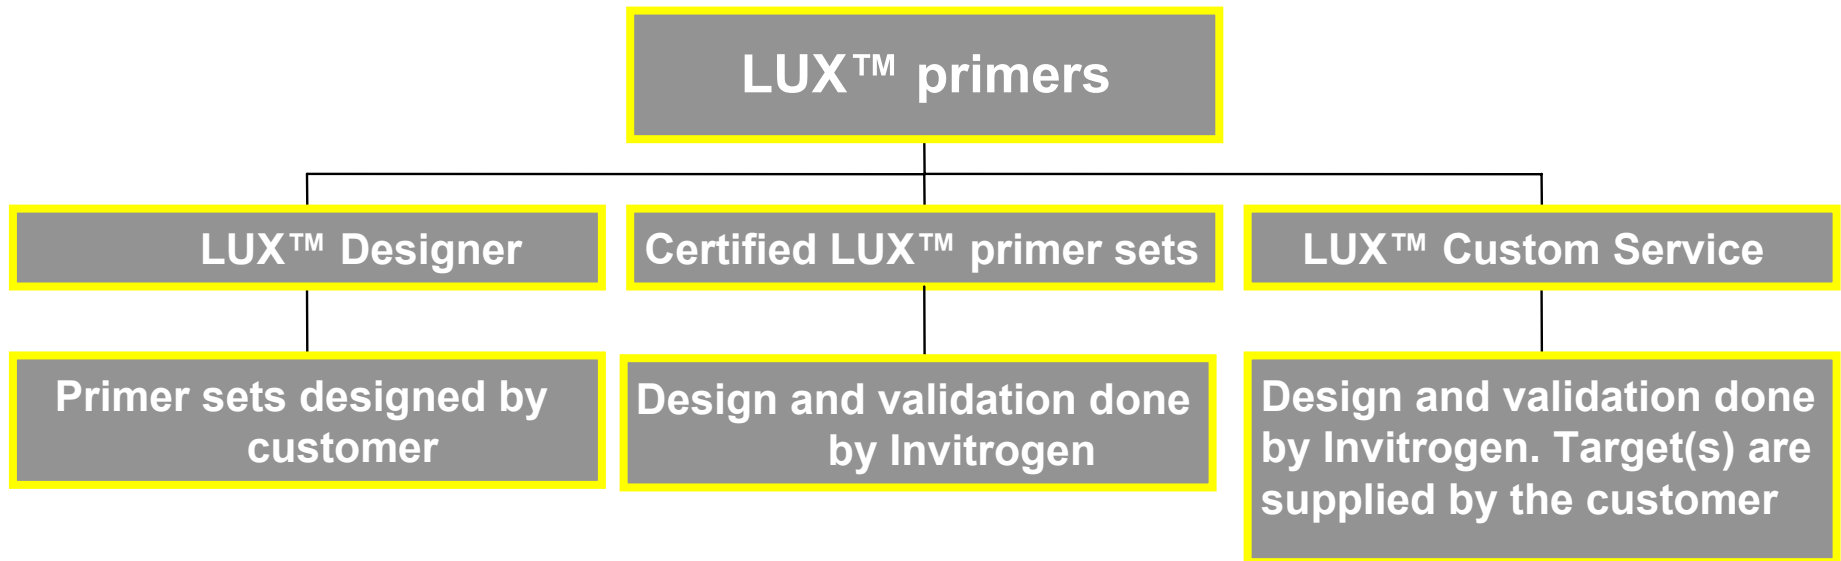 LUX™ primers
LUX™ Designer
Certified LUX™ primer sets
LUX™ Custom Service
Primer sets designed by
customer
Design and validation done
by Invitrogen
Design and validation done
by Invitrogen. Target(s) are
supplied by the customer